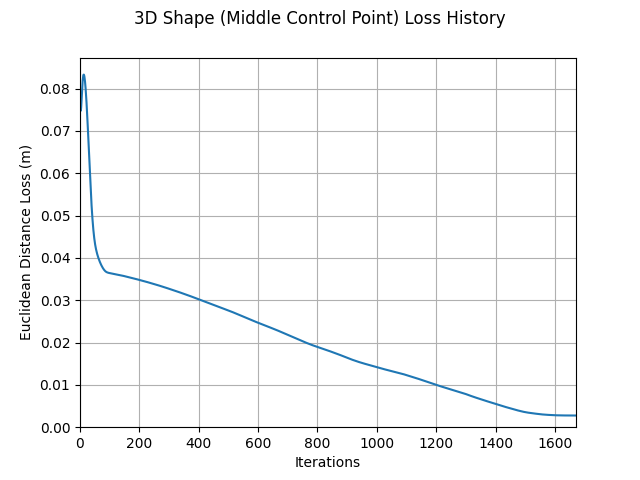 3D Shape (Middle Control Point) Loss History
0.08
0.07
0.06
0.05
0.04
0.03
0.02
0.01
0.00
Euclidean Distance Loss (m)
0 200 400 600 800 1000 1200 1400 1600
Iterations